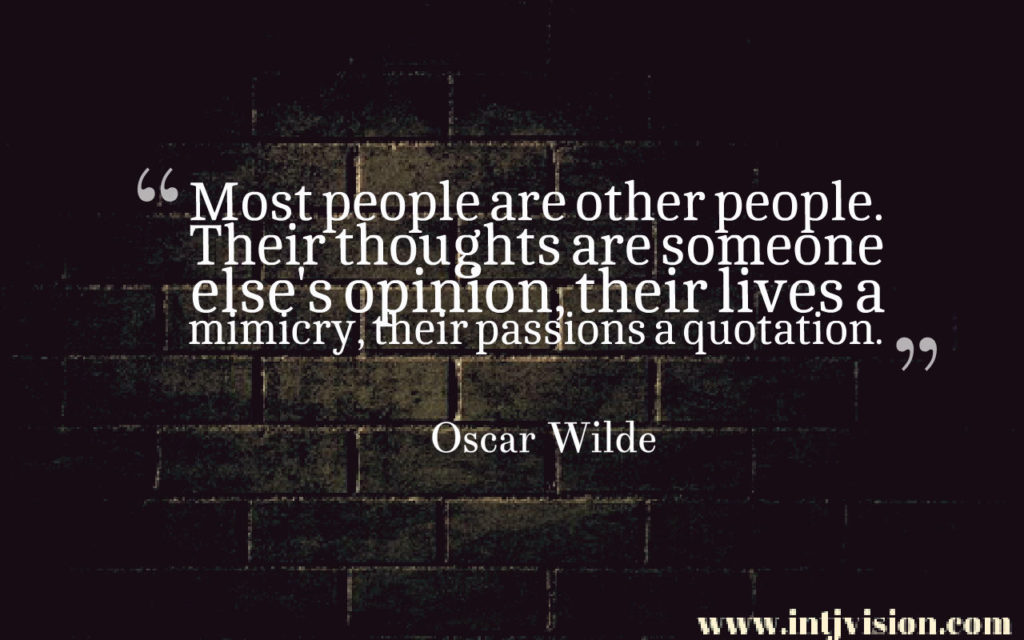 “ Most people are other people.
Their thoughts are someone
else's opinion, their lives a
mimicry, their passions a quotation. ”
Oscar Wilde
www.intjvision.com